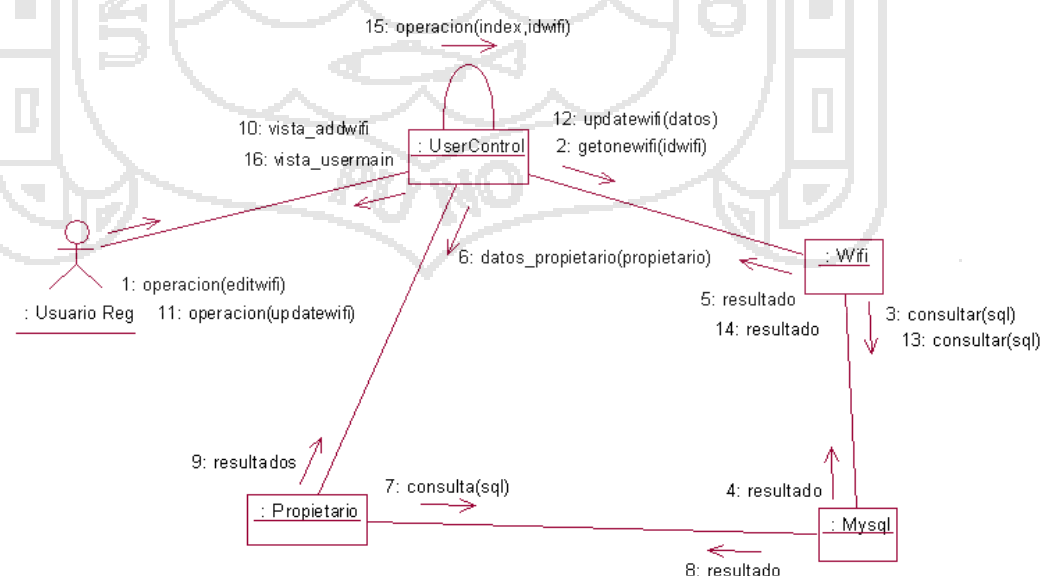 15: operacion(index,idwifi)
10: vista_addwifi
16: vista_usermain
: UserControl
12: updatewifi(datos)
2: getonewifi(idwifi)
6: datos_propietario(propietario)
: Wifi
1: operacion(editwifi)
: Usuario Reg
11: operacion(updatewifi)
5: resultado
14: resultado
3: consultar(sql)
13: consultar(sql)
9: resultados
7: consulta(sql)
4: resultado
: Propietario
: Mysql
8: resultado